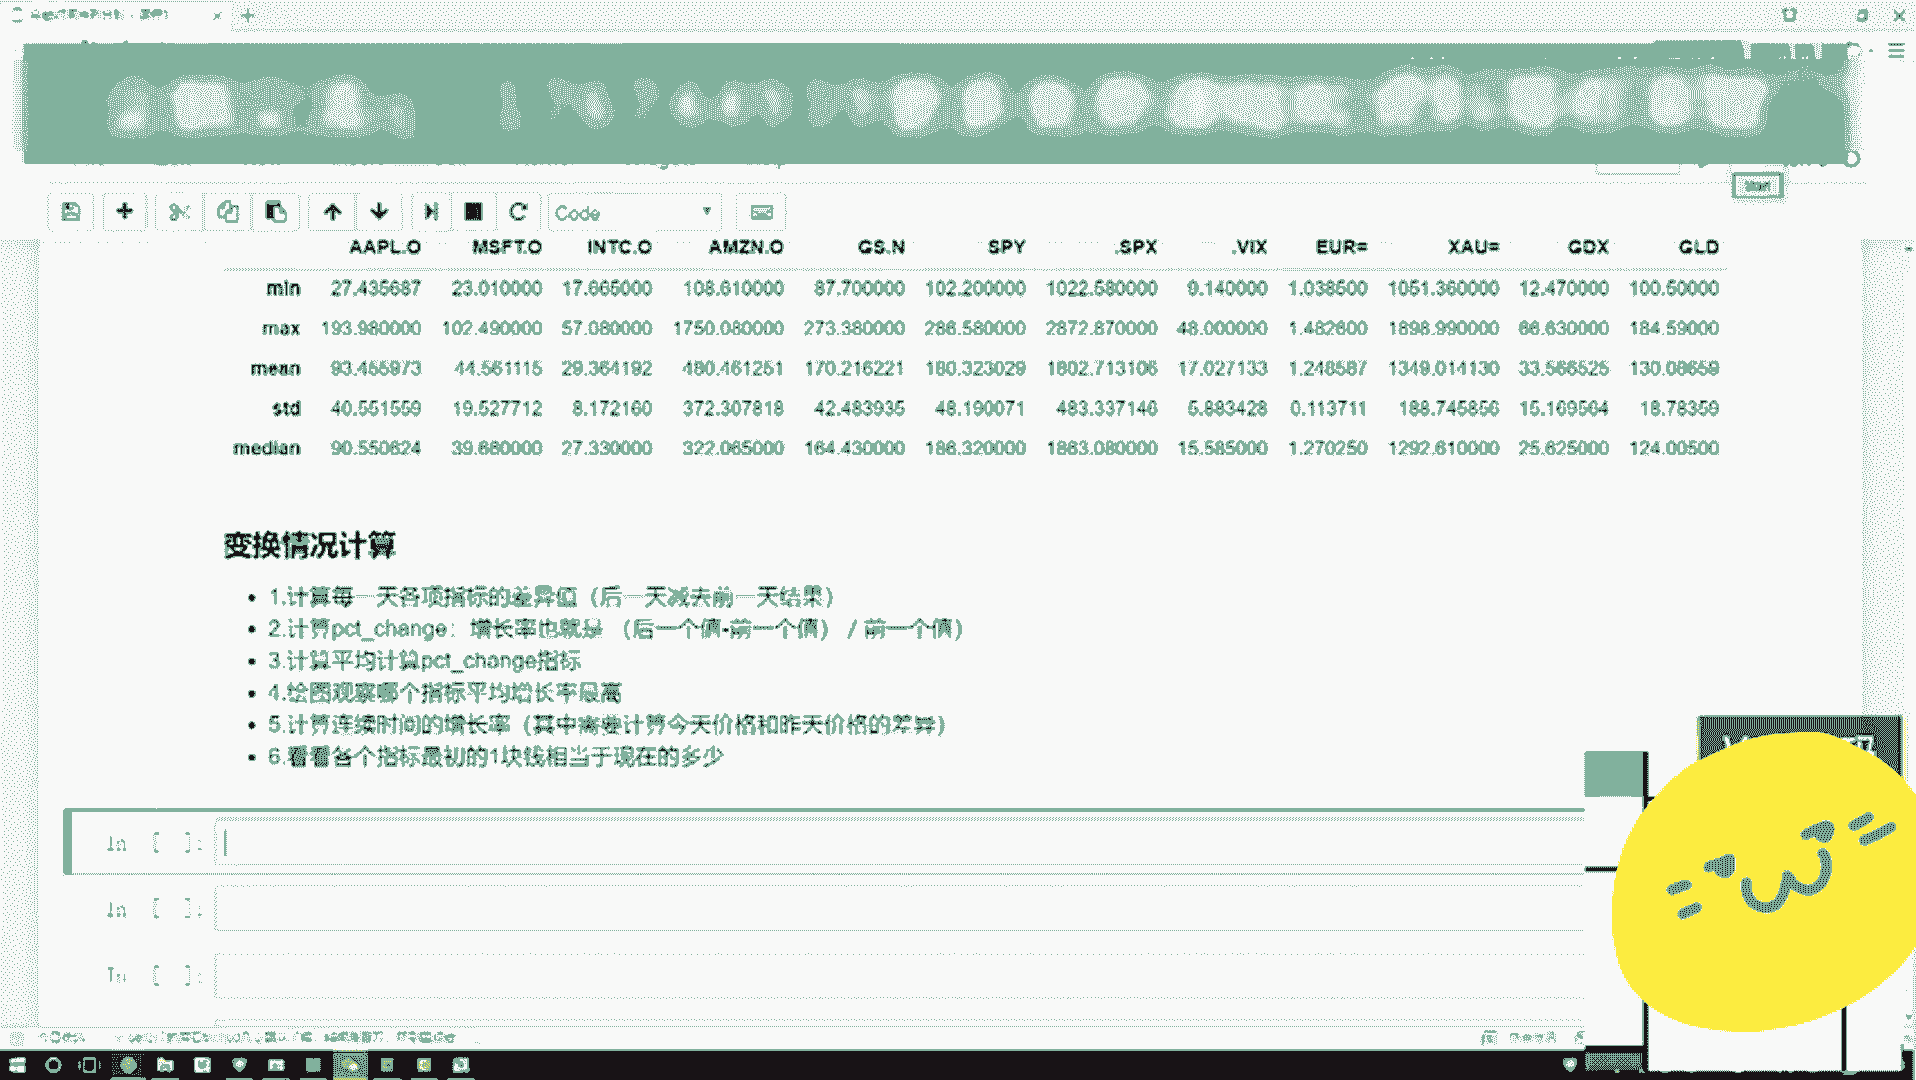 Code
AAPL.O MSFT.O INTC.O AMZN.O GS.N SPY .SPX .VIX EUR= XAU= GDX GLD
min 27.435687 23.010000 17.665000 108.610000 87.700000 102.200000 1022.580000 9.140000 1.038500 1051.360000 12.470000 100.50000
max 193.980000 102.490000 57.080000 1750.080000 273.380000 286.580000 2872.870000 48.000000 1.482600 1898.990000 66.630000 184.59000
mean 93.455973 44.561115 29.364192 480.461251 170.216221 180.323029 1802.713106 17.027133 1.248587 1349.014130 33.566525 130.08659
std 40.551559 19.527712 8.172160 372.307818 42.483935 48.190071 483.337146 5.883428 0.113711 188.745856 15.169564 18.78359
median 90.550624 39.660000 27.330000 322.065000 164.430000 186.320000 1863.080000 15.585000 1.270250 1292.610000 25.625000 124.00500
变换情况计算
1.计算每一天各项指标的差异值（后一天减去前一天结果）
2.计算pct_change：增长率也就是 （后一个值-前一个值）/ 前一个值）
3.计算平均计算pct_change指标
4.绘图观察哪个指标平均增长率最高
5.计算连续时间的增长率（其中需要计算今天价格和昨天价格的差异）
6.看看各个指标最初的1块钱相当于现在的多少
In [ ]:
In [ ]:
In [ ]: